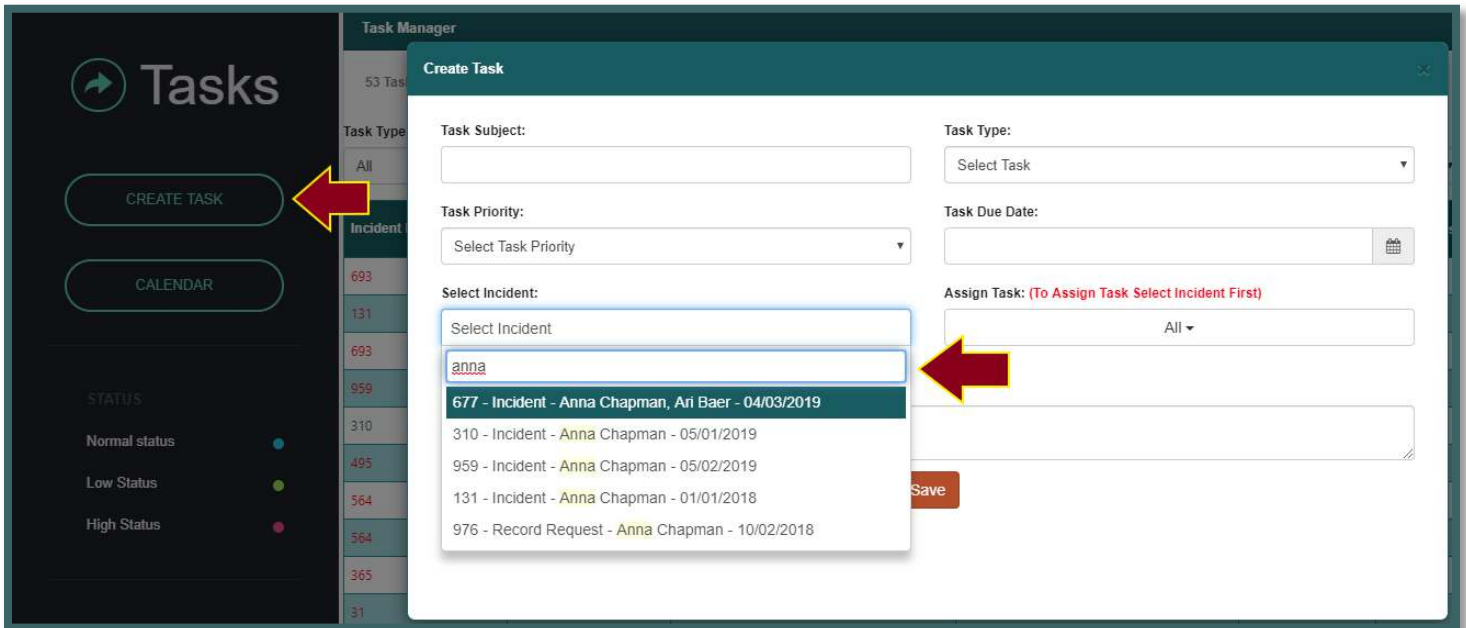 Task Manager
Tasks
53 Tas
Create Task
Task Type
All
Task Subject:
Task Type:
Select Task
CREATE TASK
Task Priority:
Task Due Date:
Select Task Priority
Incident
CALENDAR
Select Incident:
Assign Task: (To Assign Task Select Incident First)
Select Incident
All
anna
677 - Incident - Anna Chapman, Ari Baer - 04/03/2019
310 - Incident - Anna Chapman - 05/01/2019
959 - Incident - Anna Chapman - 05/02/2019
131 - Incident - Anna Chapman - 01/01/2018
976 - Record Request - Anna Chapman - 10/02/2018
Save
693
131
693
959
310
495
564
564
365
31
STATUS
Normal status
Low Status
High Status